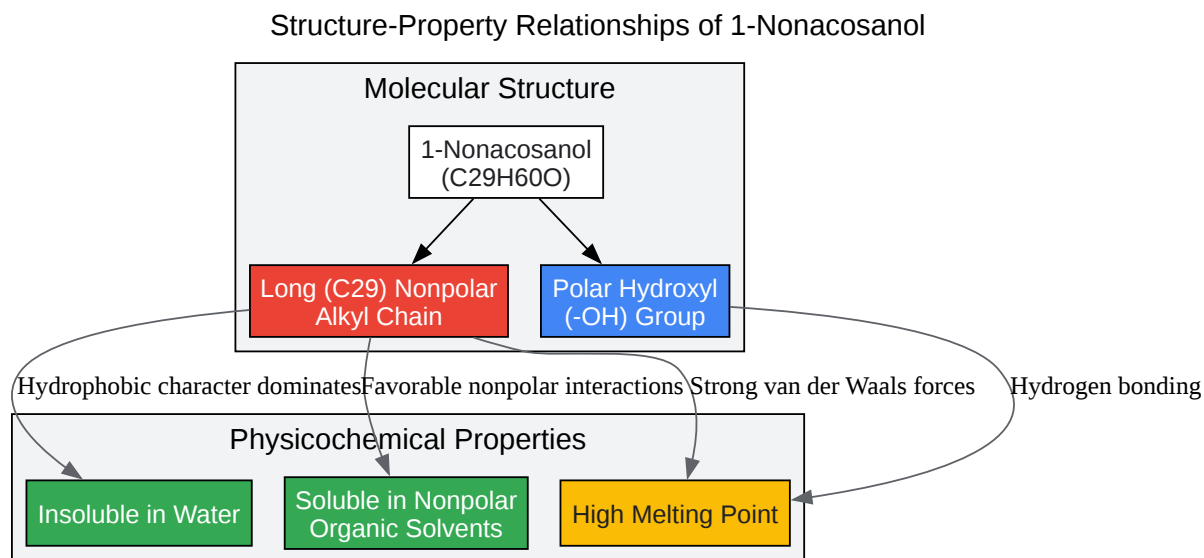 Structure-Property Relationships of 1-Nonacosanol
Molecular Structure
1-Nonacosanol
(C29H60O)
Long (C29) Nonpolar
Alkyl Chain
Polar Hydroxyl
(-OH) Group
Hydrophobic character dominates
Favorable nonpolar interactions
Strong van der Waals forces
Hydrogen bonding
Physicochemical Properties
Insoluble in Water
Soluble in Nonpolar
Organic Solvents
High Melting Point